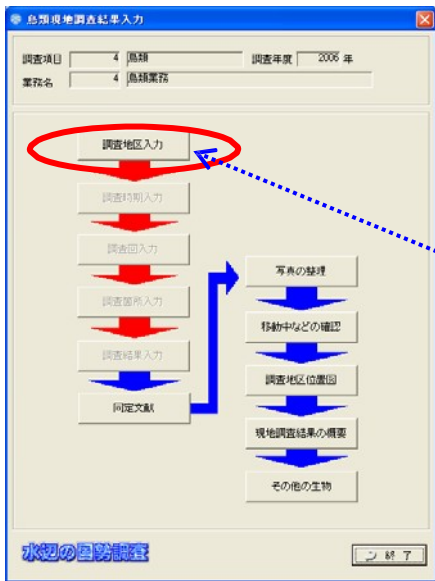 鳥類現地調査結果入力
調査項目 4 鳥類 調査年度 2006 年
業務名 4 鳥類業務
調査地区入力
調査時期入力
調査回入力
調査箇所入力
調査結果入力
同定文献
写真の整理
移動中などの確認
調査地区位置図
現地調査結果の概要
その他の生物
水辺の国勢調査
終了